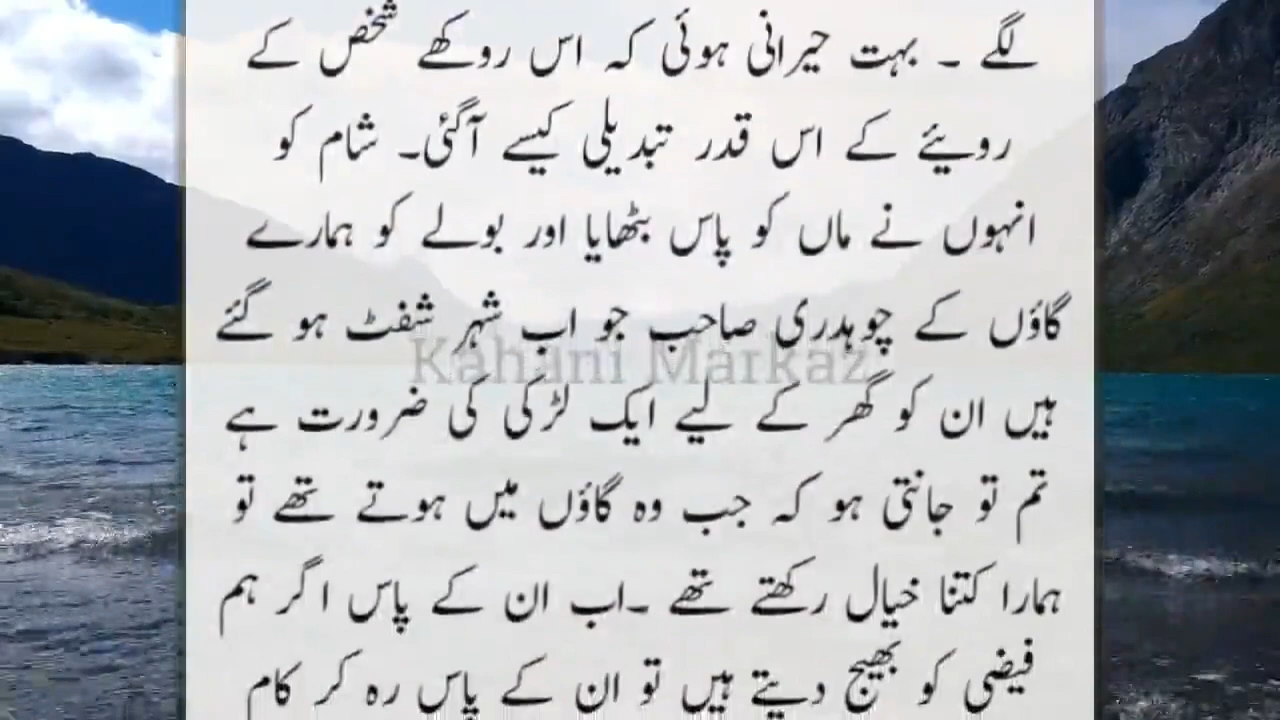 لگے ۔ بہت حیرانی ہوئی کہ اس روکھے شخص کے
روئیے کے اس قدر تبدیلی کیسے آگئی۔ شام کو
انہوں نے ماں کو پاس بٹھایا اور بولے کو ہمارے
گاؤں کے چوہدری صاحب جو اب شہر شفٹ ہو گئے
Kahani Markaz
ہیں ان کو گھر کے لیے ایک لڑکی کی ضرورت ہے
تم تو جانتی ہو کہ جب وہ گاؤں میں ہوتے تھے تو
ہمارا کتنا خیال رکھتے تھے ۔اب ان کے پاس اگر ہم
فیضی کو بھیج دیتے ہیں تو ان کے پاس رہ کر کام